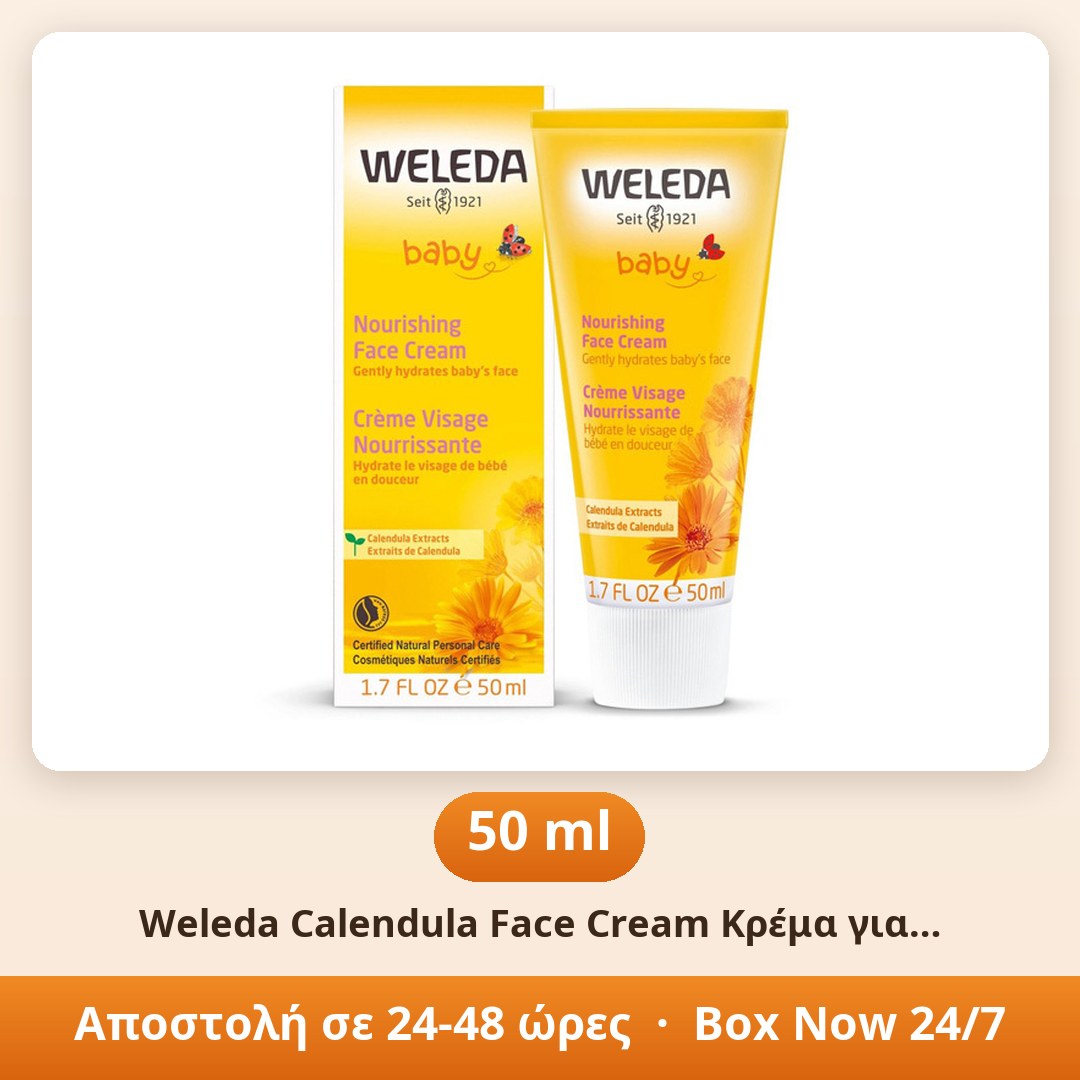 WELEDA
Seit 1921
baby
Nourishing
Face Cream
Gently hydrates baby's face
Crème Visage
Nourrissante
Hydrate le visage de bébé
en douceur
Calendula Extracts
Extraits de Calendula
Certified Natural Personal Care
Cosmétiques Naturels Certifiés
1.7 FL OZ e 50 ml
WELEDA
Seit 1921
baby
Nourishing
Face Cream
Gently hydrates baby's face
Crème Visage
Nourrissante
Hydrate le visage de
bébé en douceur
Calendula Extracts
Extraits de Calendula
1.7 FL OZ e 50 ml
50 ml
Weleda Calendula Face Cream Κρέμα για...
Αποστολή σε 24-48 ώρες · Box Now 24/7